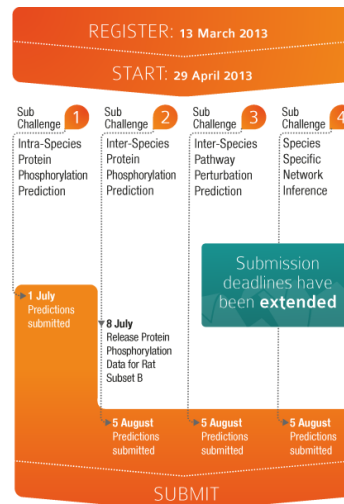 REGISTER: 13 March 2013
START: 29 April 2013
Sub
Challenge 1
Intra-Species
Protein
Phosphorylation
Prediction
Sub
Challenge 2
Inter-Species
Protein
Phosphorylation
Prediction
Sub
Challenge 3
Inter-Species
Pathway
Perturbation
Prediction
Sub
Challenge 4
Species
Specific
Network
Inference
Submission
deadlines have
been extended
1 July
Predictions
submitted
8 July
Release Protein
Phosphorylation
Data for Rat
Subset B
5 August
Predictions
submitted
5 August
Predictions
submitted
5 August
Predictions
submitted
SUBMIT